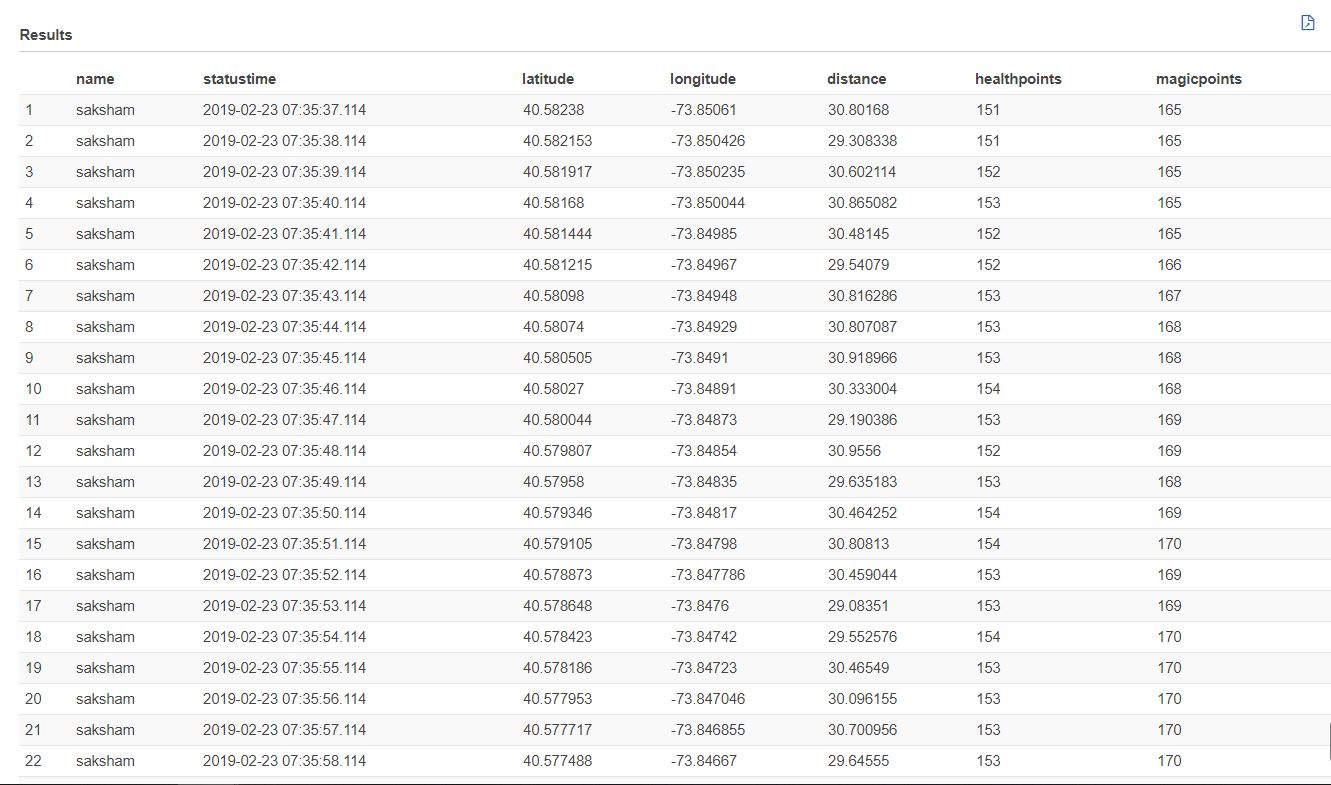 Results
name statustime latitude longitude distance healthpoints magicpoints
1 saksham 2019-02-23 07:35:37.114 40.58238 -73.85061 30.80168 151 165
2 saksham 2019-02-23 07:35:38.114 40.582153 -73.850426 29.308338 151 165
3 saksham 2019-02-23 07:35:39.114 40.581917 -73.850235 30.602114 152 165
4 saksham 2019-02-23 07:35:40.114 40.58168 -73.850044 30.865082 153 165
5 saksham 2019-02-23 07:35:41.114 40.581444 -73.84985 30.48145 152 165
6 saksham 2019-02-23 07:35:42.114 40.581215 -73.84967 29.54079 152 166
7 saksham 2019-02-23 07:35:43.114 40.58098 -73.84948 30.816286 153 167
8 saksham 2019-02-23 07:35:44.114 40.58074 -73.84929 30.807087 153 168
9 saksham 2019-02-23 07:35:45.114 40.580505 -73.8491 30.918966 153 168
10 saksham 2019-02-23 07:35:46.114 40.58027 -73.84891 30.333004 154 168
11 saksham 2019-02-23 07:35:47.114 40.580044 -73.84873 29.190386 153 169
12 saksham 2019-02-23 07:35:48.114 40.579807 -73.84854 30.9556 152 169
13 saksham 2019-02-23 07:35:49.114 40.57958 -73.84835 29.635183 153 168
14 saksham 2019-02-23 07:35:50.114 40.579346 -73.84817 30.464252 154 169
15 saksham 2019-02-23 07:35:51.114 40.579105 -73.84798 30.80813 154 170
16 saksham 2019-02-23 07:35:52.114 40.578873 -73.847786 30.459044 153 169
17 saksham 2019-02-23 07:35:53.114 40.578648 -73.8476 29.08351 153 169
18 saksham 2019-02-23 07:35:54.114 40.578423 -73.84742 29.552576 154 170
19 saksham 2019-02-23 07:35:55.114 40.578186 -73.84723 30.46549 153 170
20 saksham 2019-02-23 07:35:56.114 40.577953 -73.847046 30.096155 153 170
21 saksham 2019-02-23 07:35:57.114 40.577717 -73.846855 30.700956 153 170
22 saksham 2019-02-23 07:35:58.114 40.577488 -73.84667 29.64555 153 170